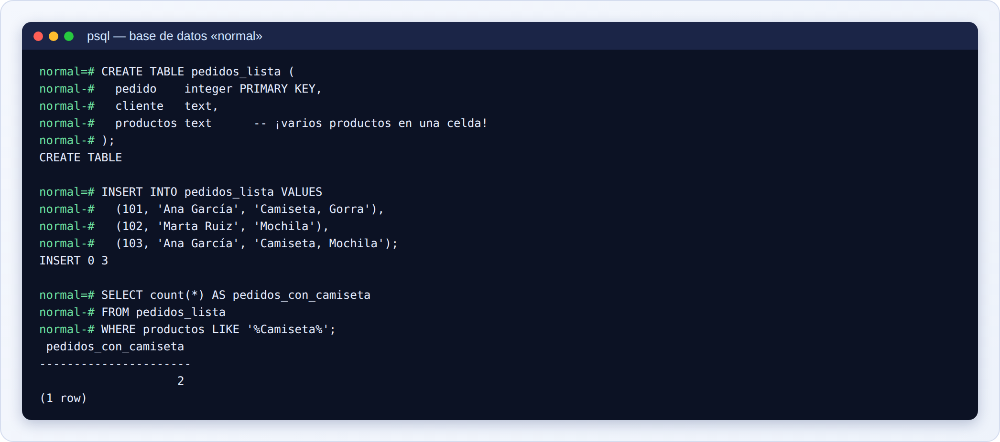 psql — base de datos «normal»
normal=# CREATE TABLE pedidos_lista (
normal-#   pedido    integer PRIMARY KEY,
normal-#   cliente   text,
normal-#   productos text      -- ¡varios productos en una celda!
normal-# );
CREATE TABLE

normal=# INSERT INTO pedidos_lista VALUES
normal-#   (101, 'Ana García', 'Camiseta, Gorra'),
normal-#   (102, 'Marta Ruiz', 'Mochila'),
normal-#   (103, 'Ana García', 'Camiseta, Mochila');
INSERT 0 3

normal=# SELECT count(*) AS pedidos_con_camiseta
normal-# FROM pedidos_lista
normal-# WHERE productos LIKE '%Camiseta%';
 pedidos_con_camiseta
----------------------
                    2
(1 row)